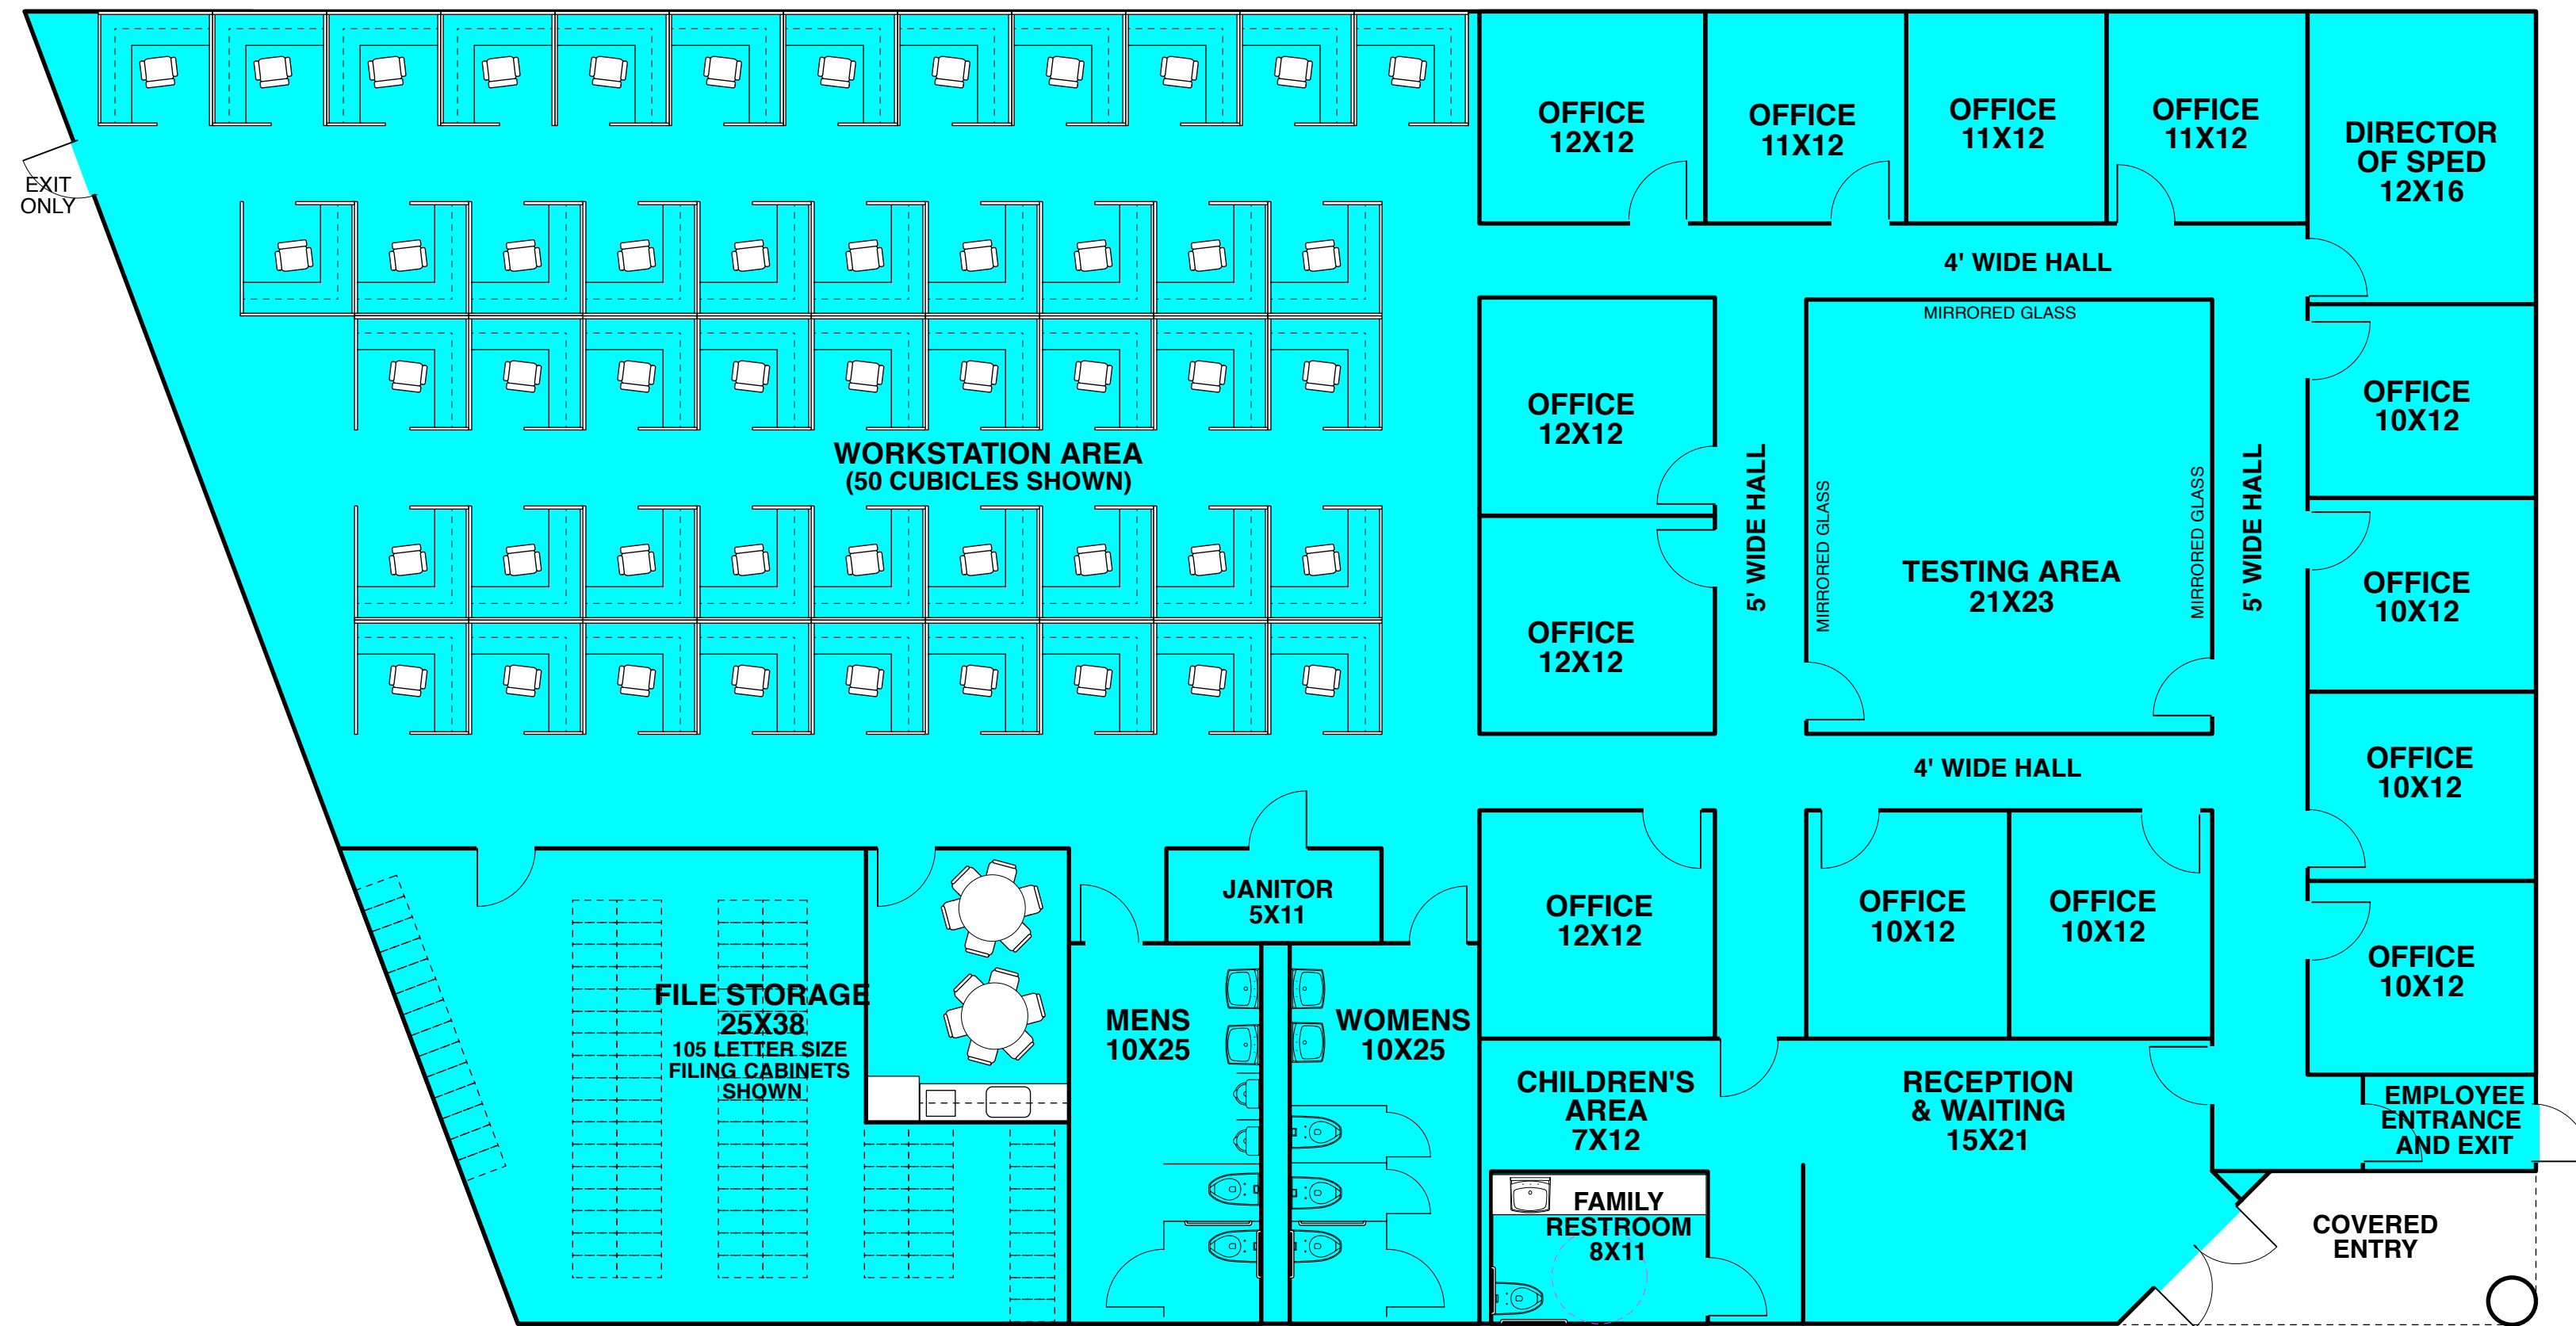 OFFICE
12X12
OFFICE
11X12
OFFICE
11X12
OFFICE
11X12
DIRECTOR
OF SPED
12X16
EXIT
ONLY
4' WIDE HALL
MIRRORED GLASS
OFFICE
12X12
OFFICE
10X12
WORKSTATION AREA
(50 CUBICLES SHOWN)
5' WIDE HALL
MIRRORED GLASS
TESTING AREA
21X23
MIRRORED GLASS
5' WIDE HALL
OFFICE
10X12
OFFICE
12X12
4' WIDE HALL
OFFICE
10X12
JANITOR
5X11
OFFICE
12X12
OFFICE
10X12
OFFICE
10X12
OFFICE
10X12
FILE STORAGE
25X38
105 LETTER SIZE
FILING CABINETS
SHOWN
MENS
10X25
WOMENS
10X25
CHILDREN'S
AREA
7X12
RECEPTION
& WAITING
15X21
EMPLOYEE
ENTRANCE
AND EXIT
FAMILY
RESTROOM
8X11
COVERED
ENTRY